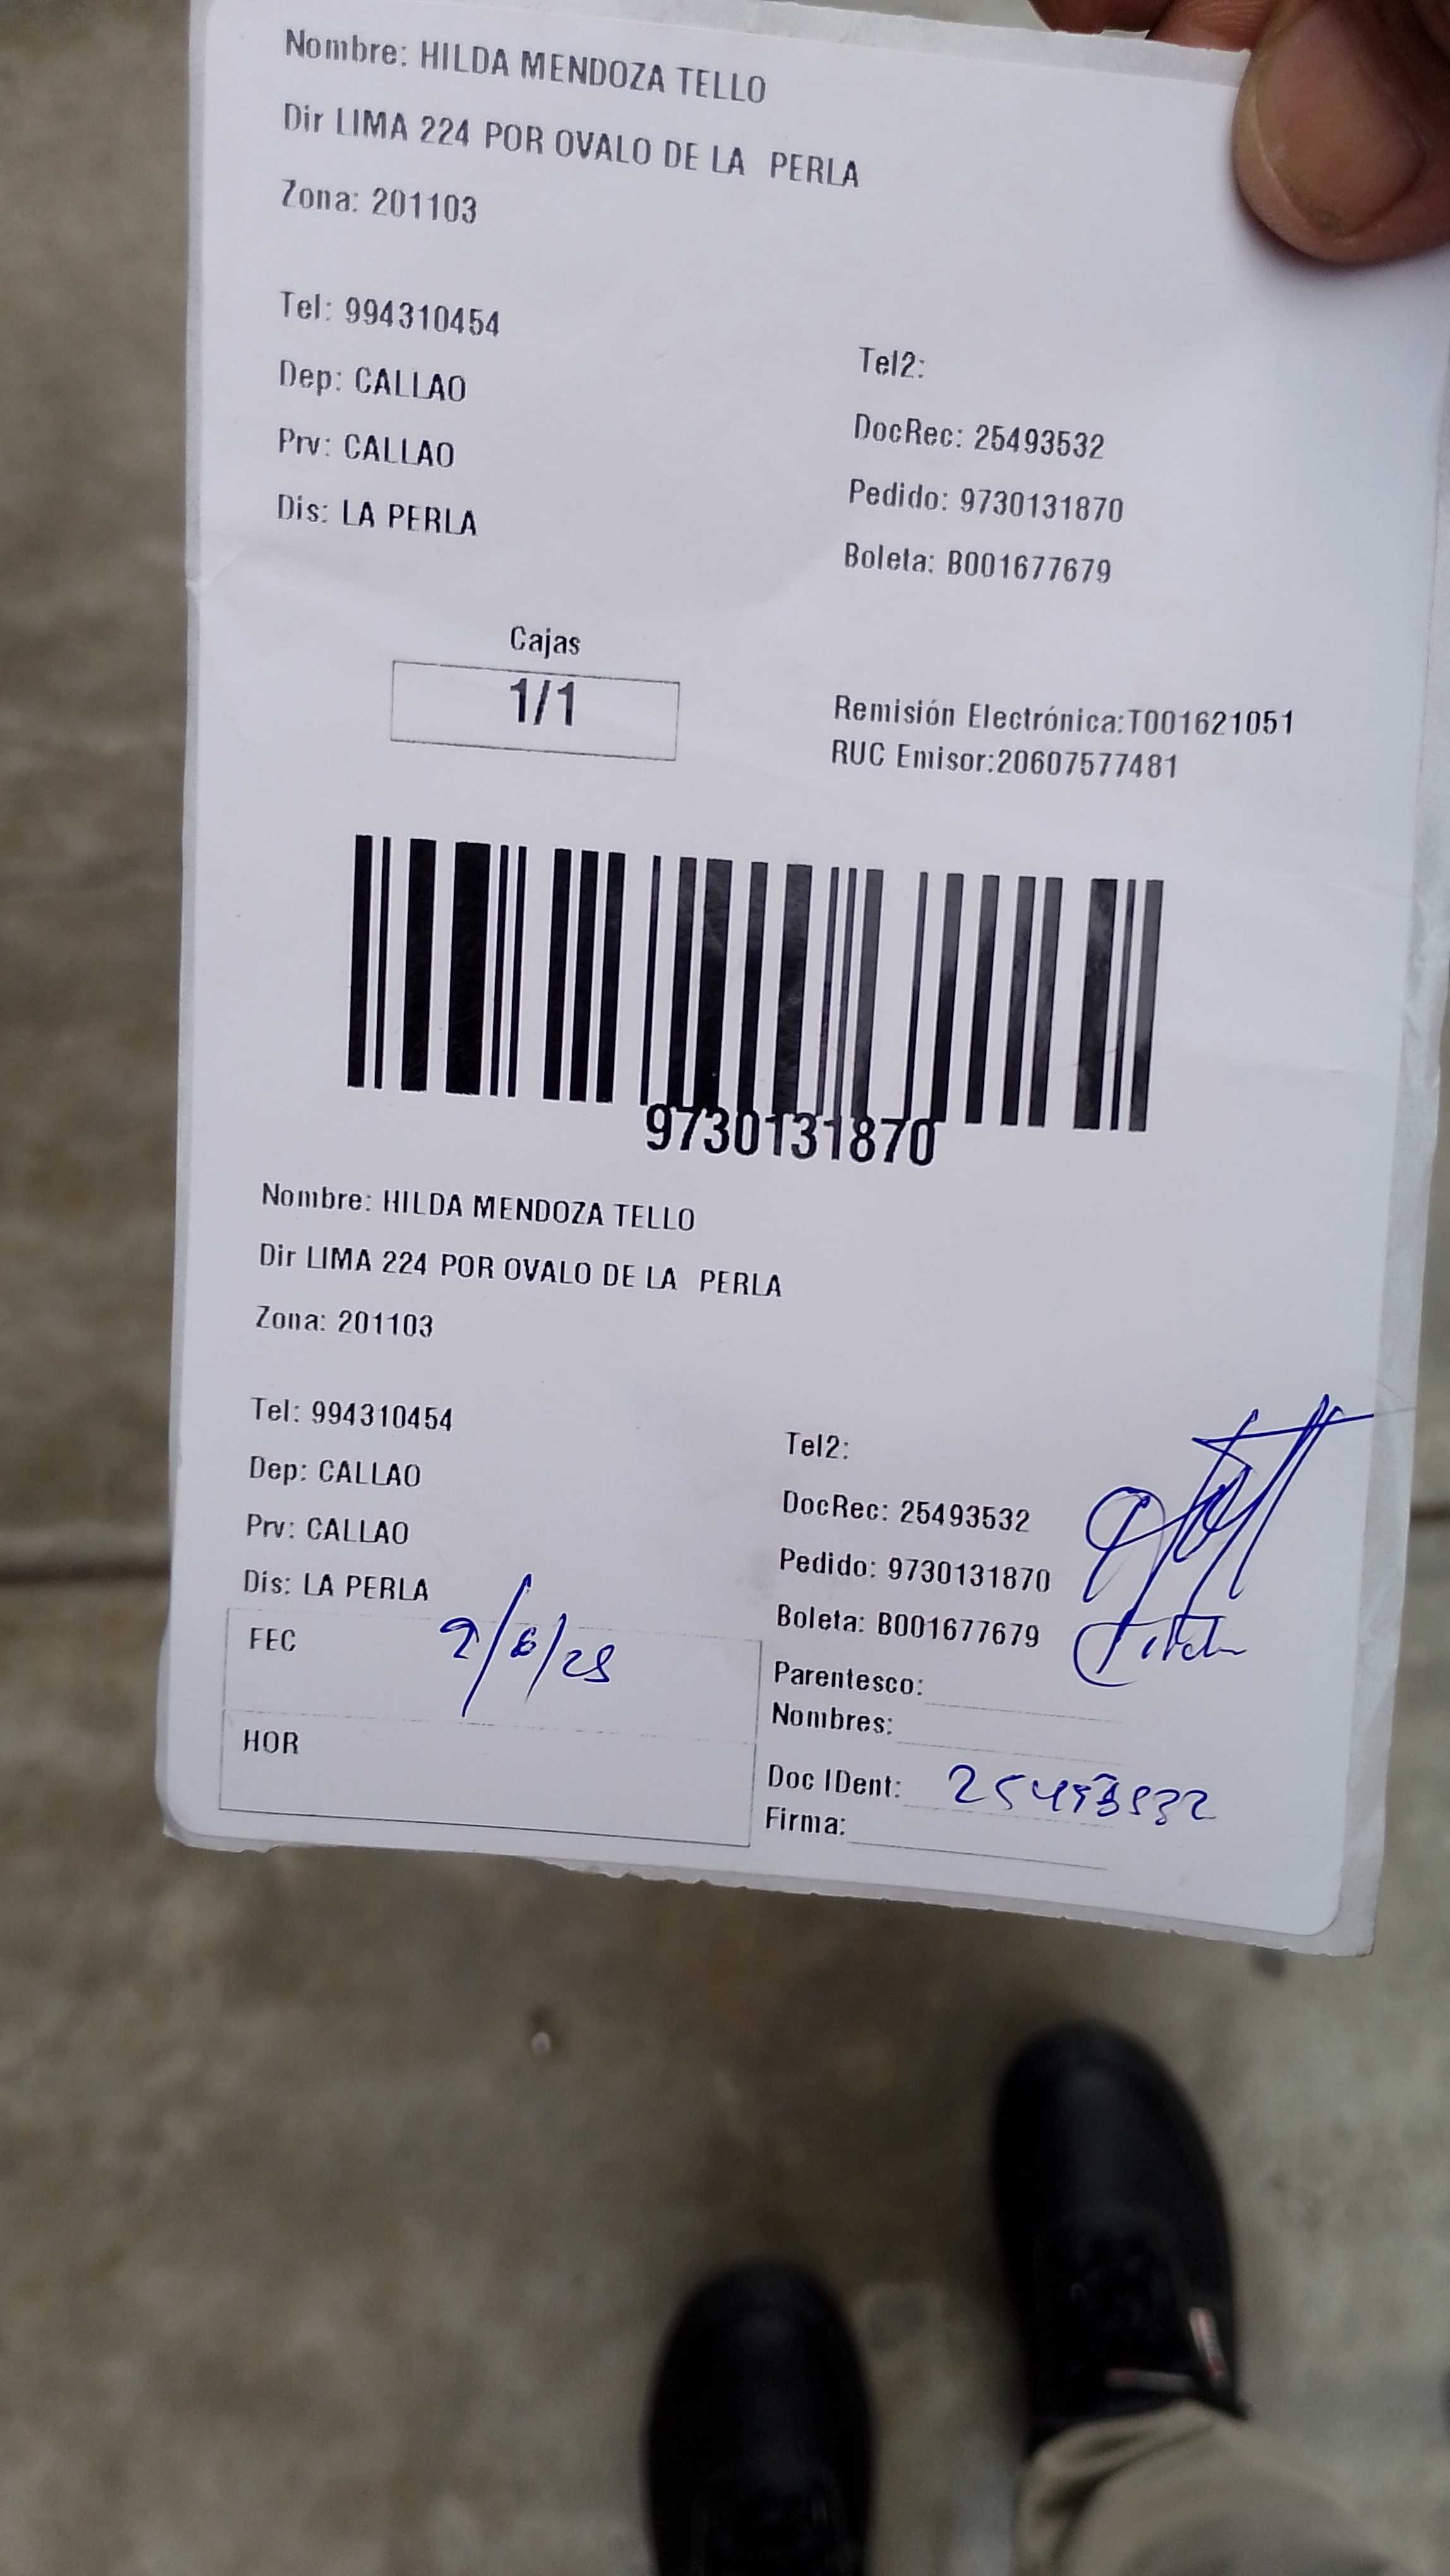 Nombre: HILDA MENDOZA TELLO
Dir LIMA 224 POR OVALO DE LA PERLA
Zona: 201103
Tel: 994310454
Tel2:
Dep: CALLAO
DocRec: 25493532
Prv: CALLAO
Pedido: 9730131870
Dis: LA PERLA
Boleta: B001677679
Cajas
1/1
Remisión Electrónica:T001621051
RUC Emisor:20607577481
9730131870
Nombre: HILDA MENDOZA TELLO
Dir LIMA 224 POR OVALO DE LA PERLA
Zona: 201103
Tel: 994310454
Tel2:
Dep: CALLAO
DocRec: 25493532
Prv: CALLAO
Pedido: 9730131870
Dis: LA PERLA
Boleta: B001677679
FEC
Parentesco:
Nombres:
HOR
Doc IDent: 25493532
Firma: